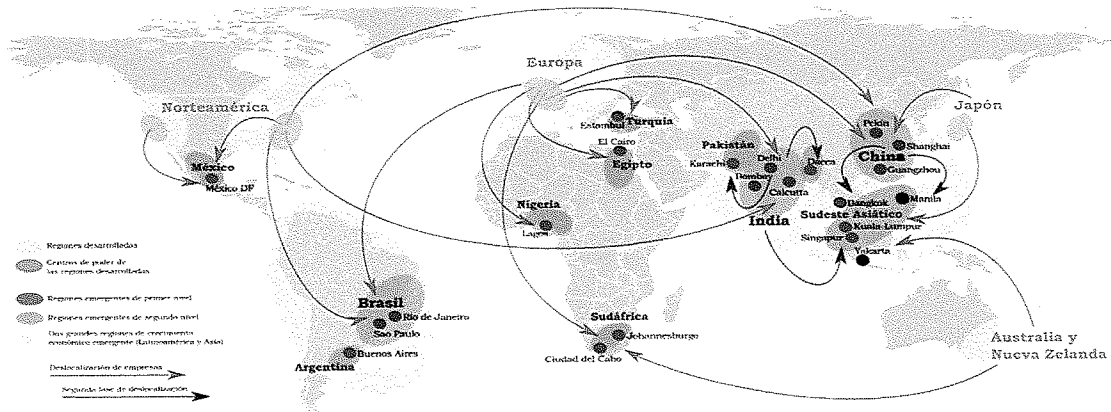 Norteamérica
Europa
Japón
Estambul
Turquía
El Cairo
Egipto
Pakistán
Karachi
Delhi
Dacca
Bombay
Calcutta
India
Pekín
Shanghai
China
Guangzhou
México
México DF
Nigeria
Lagos
Bangkok
Manila
Sudeste Asiático
Kuala-Lumpur
Singapur
Yakarta
Brasil
Río de Janeiro
Sao Paulo
Buenos Aires
Argentina
Sudáfrica
Johannesburgo
Ciudad del Cabo
Australia y
Nueva Zelanda
Regiones desarrolladas
Centros de poder de
las regiones desarrolladas
Regiones emergentes de primer nivel
Regiones emergentes de segundo nivel
Dos grandes regiones de crecimiento
económico emergente (Latinoamérica y Asia)
Deslocalización de empresas
Segunda fase de deslocalización